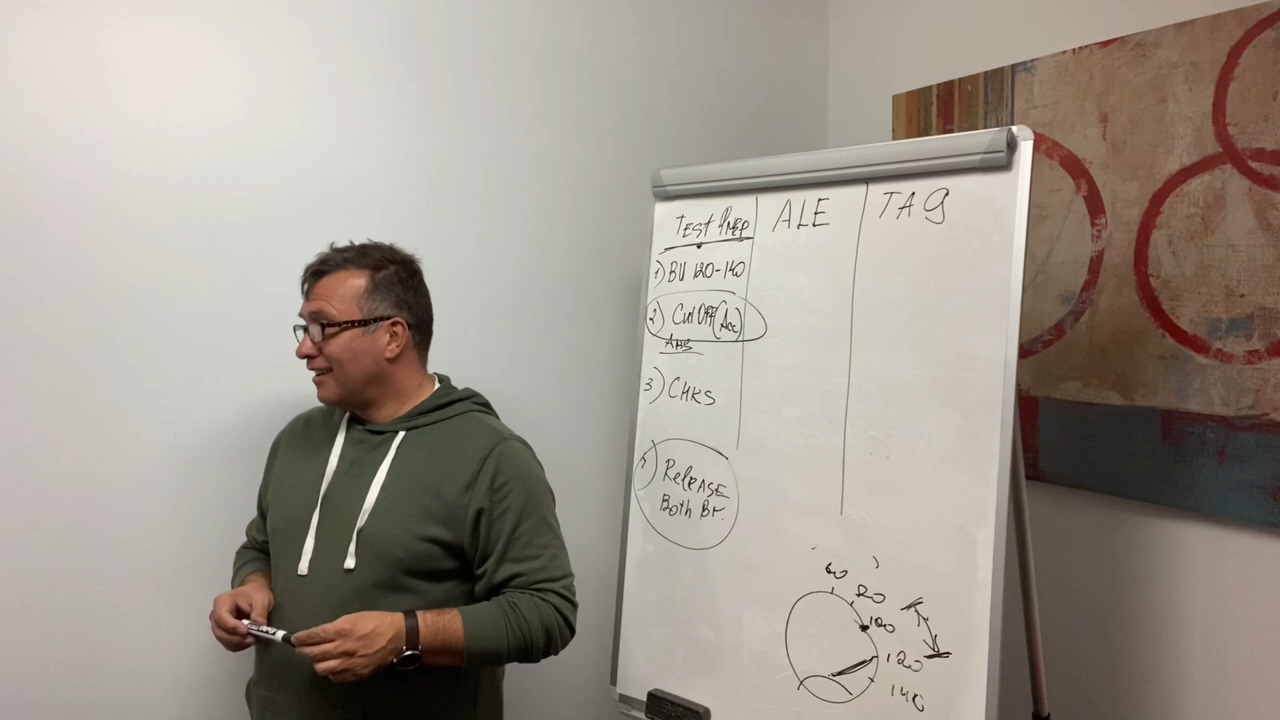 TEST PREP
ALE
TAG
1) BU 120-140
2) Cut OFF (Acc)
ABS
3) CHKS
Release
Both Br.
60
80
100
120
140